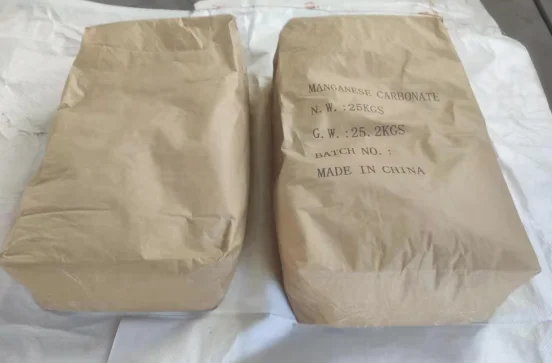 MANGANESE CARBONATE
N.W.:25KGS
G.W.:25.2KGS
BATCH NO.:
MADE IN CHINA